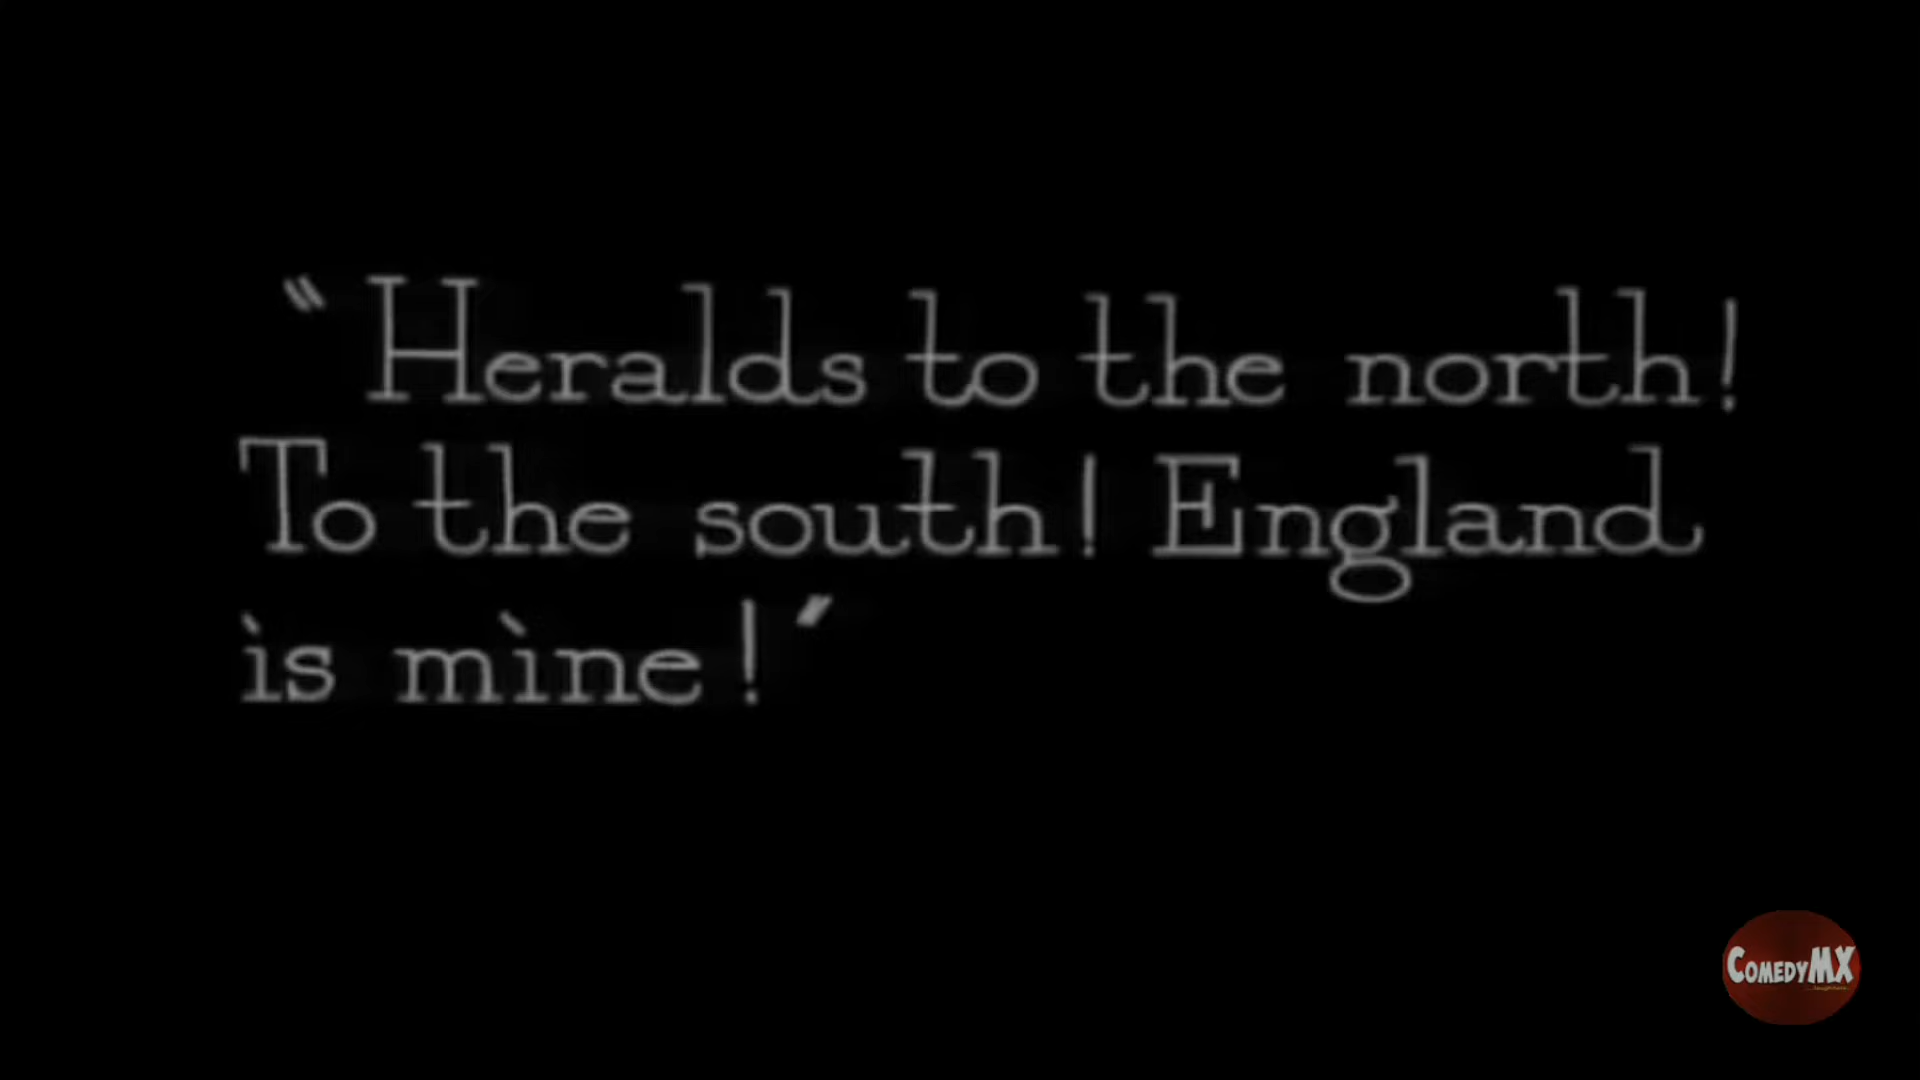 "Heralds to the north!
To the south! England
is mine!"
COMEDYMX